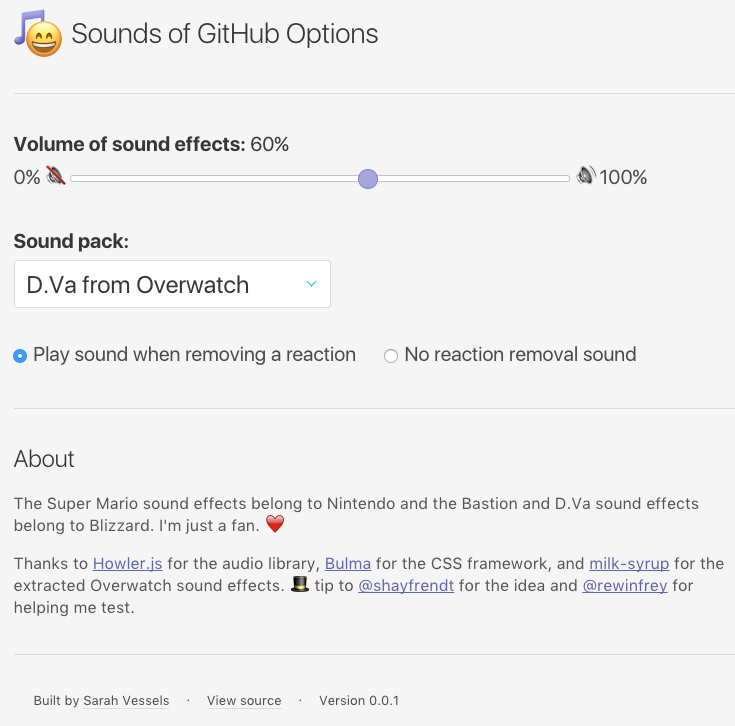 Sounds of GitHub Options
Volume of sound effects: 60%
0% 100%
Sound pack:
D.Va from Overwatch
Play sound when removing a reaction No reaction removal sound
About
The Super Mario sound effects belong to Nintendo and the Bastion and D.Va sound effects
belong to Blizzard. I'm just a fan. ❤️
Thanks to Howler.js for the audio library, Bulma for the CSS framework, and milk-syrup for the
extracted Overwatch sound effects. 🎩 tip to @shayfrendt for the idea and @rewinfrey for
helping me test.
Built by Sarah Vessels · View source · Version 0.0.1